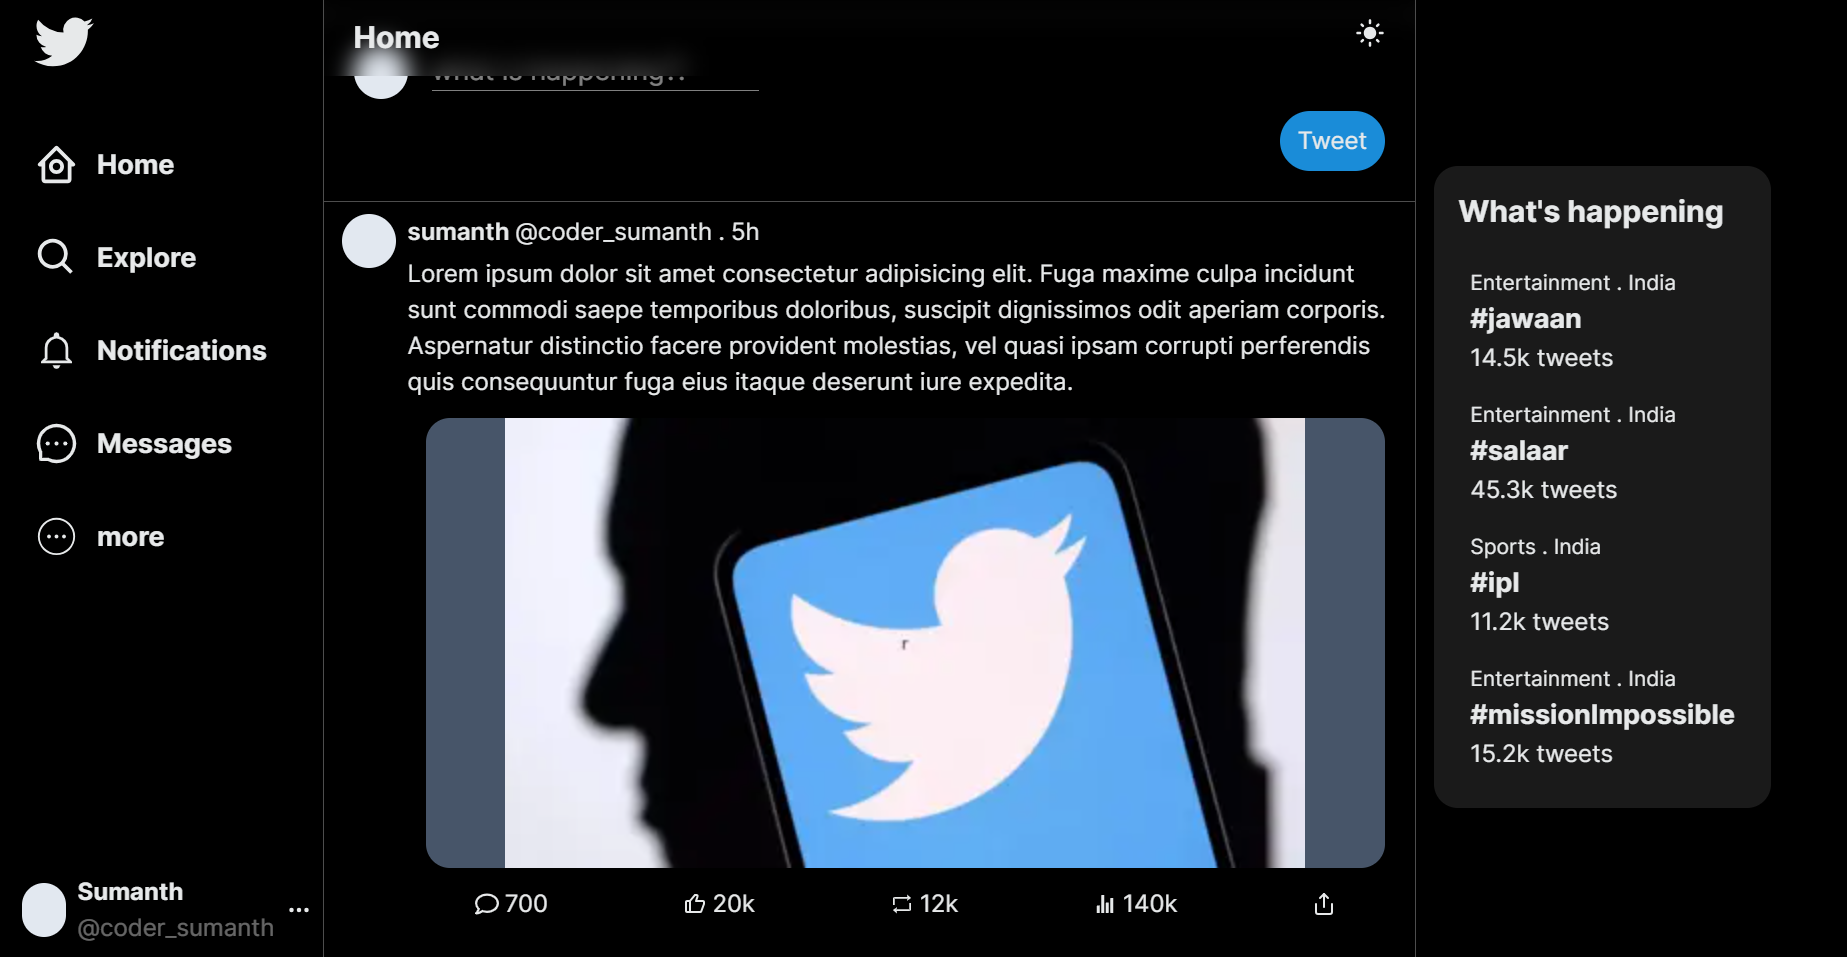 Home
Explore
Notifications
Messages
more
Sumanth
@coder_sumanth
Home
what is happening?!
Tweet
sumanth @coder_sumanth . 5h
Lorem ipsum dolor sit amet consectetur adipisicing elit. Fuga maxime culpa incidunt
sunt commodi saepe temporibus doloribus, suscipit dignissimos odit aperiam corporis.
Aspernatur distinctio facere provident molestias, vel quasi ipsam corrupti perferendis
quis consequuntur fuga eius itaque deserunt iure expedita.
r
700 20k 12k 140k
What's happening
Entertainment . India
#jawaan
14.5k tweets
Entertainment . India
#salaar
45.3k tweets
Sports . India
#ipl
11.2k tweets
Entertainment . India
#missionImpossible
15.2k tweets